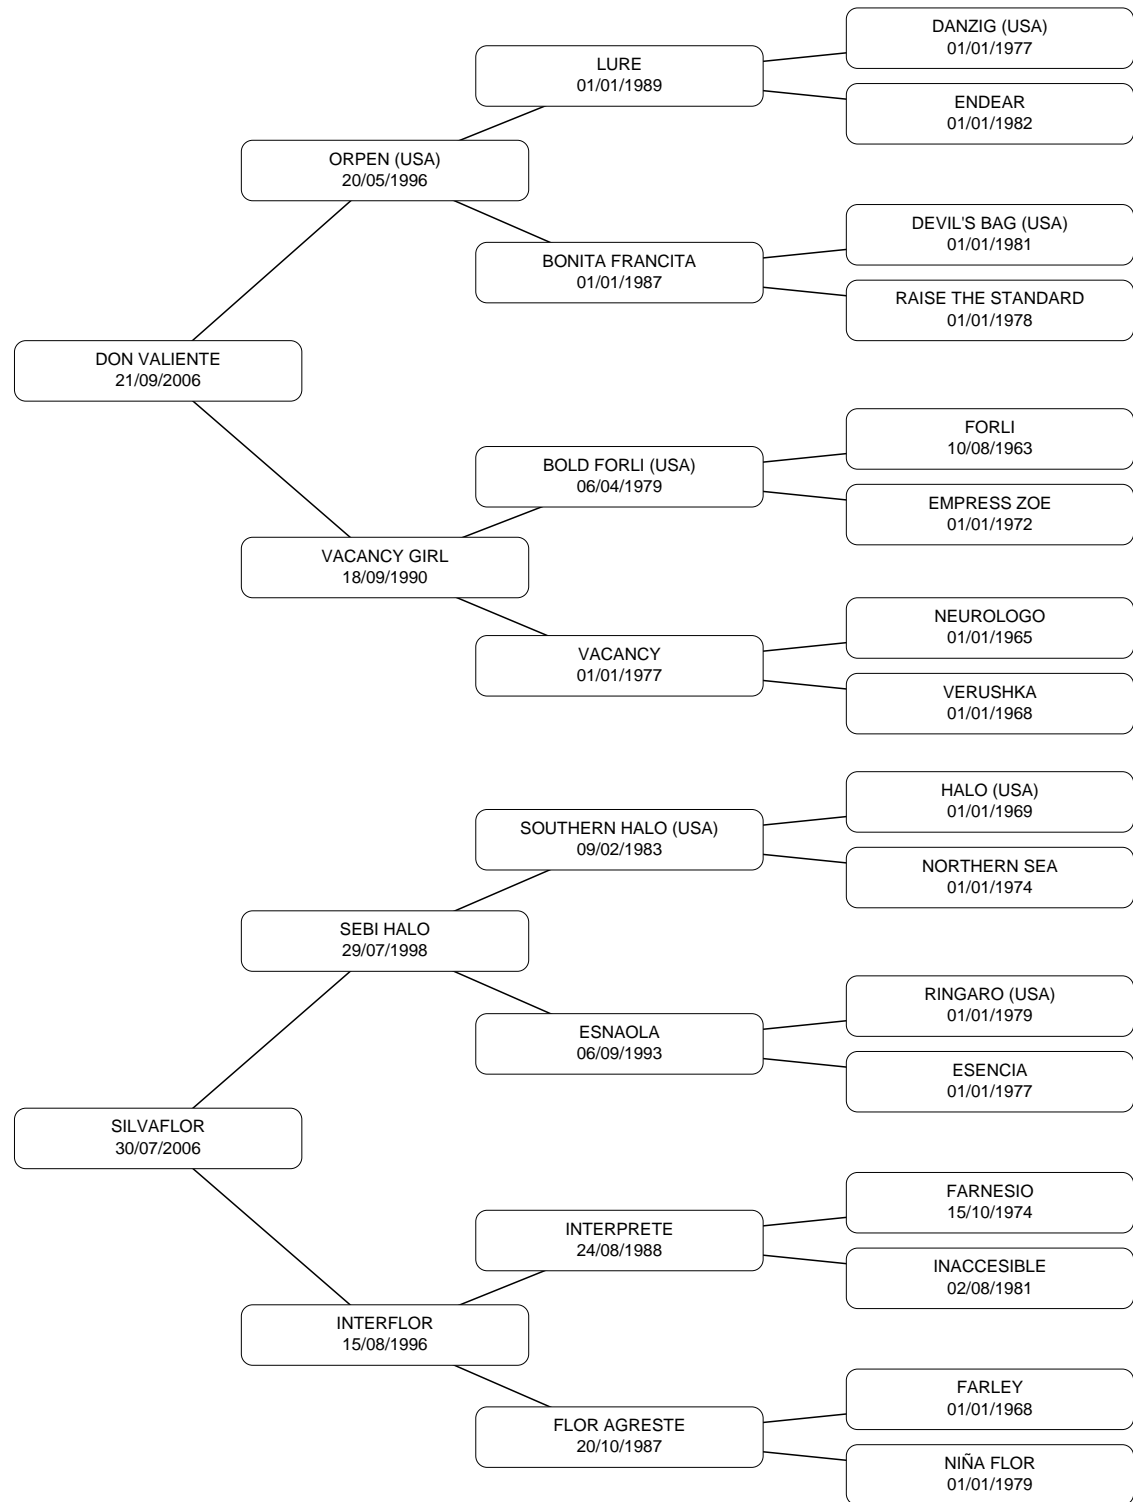 DANZIG (USA)
01/01/1977
LURE
01/01/1989
ENDEAR
01/01/1982
ORPEN (USA)
20/05/1996
DEVIL'S BAG (USA)
01/01/1981
BONITA FRANCITA
01/01/1987
RAISE THE STANDARD
01/01/1978
DON VALIENTE
21/09/2006
FORLI
10/08/1963
BOLD FORLI (USA)
06/04/1979
EMPRESS ZOE
01/01/1972
VACANCY GIRL
18/09/1990
NEUROLOGO
01/01/1965
VACANCY
01/01/1977
VERUSHKA
01/01/1968
HALO (USA)
01/01/1969
SOUTHERN HALO (USA)
09/02/1983
NORTHERN SEA
01/01/1974
SEBI HALO
29/07/1998
RINGARO (USA)
01/01/1979
ESNAOLA
06/09/1993
ESENCIA
01/01/1977
SILVAFLOR
30/07/2006
FARNESIO
15/10/1974
INTERPRETE
24/08/1988
INACCESIBLE
02/08/1981
INTERFLOR
15/08/1996
FARLEY
01/01/1968
FLOR AGRESTE
20/10/1987
NIÑA FLOR
01/01/1979